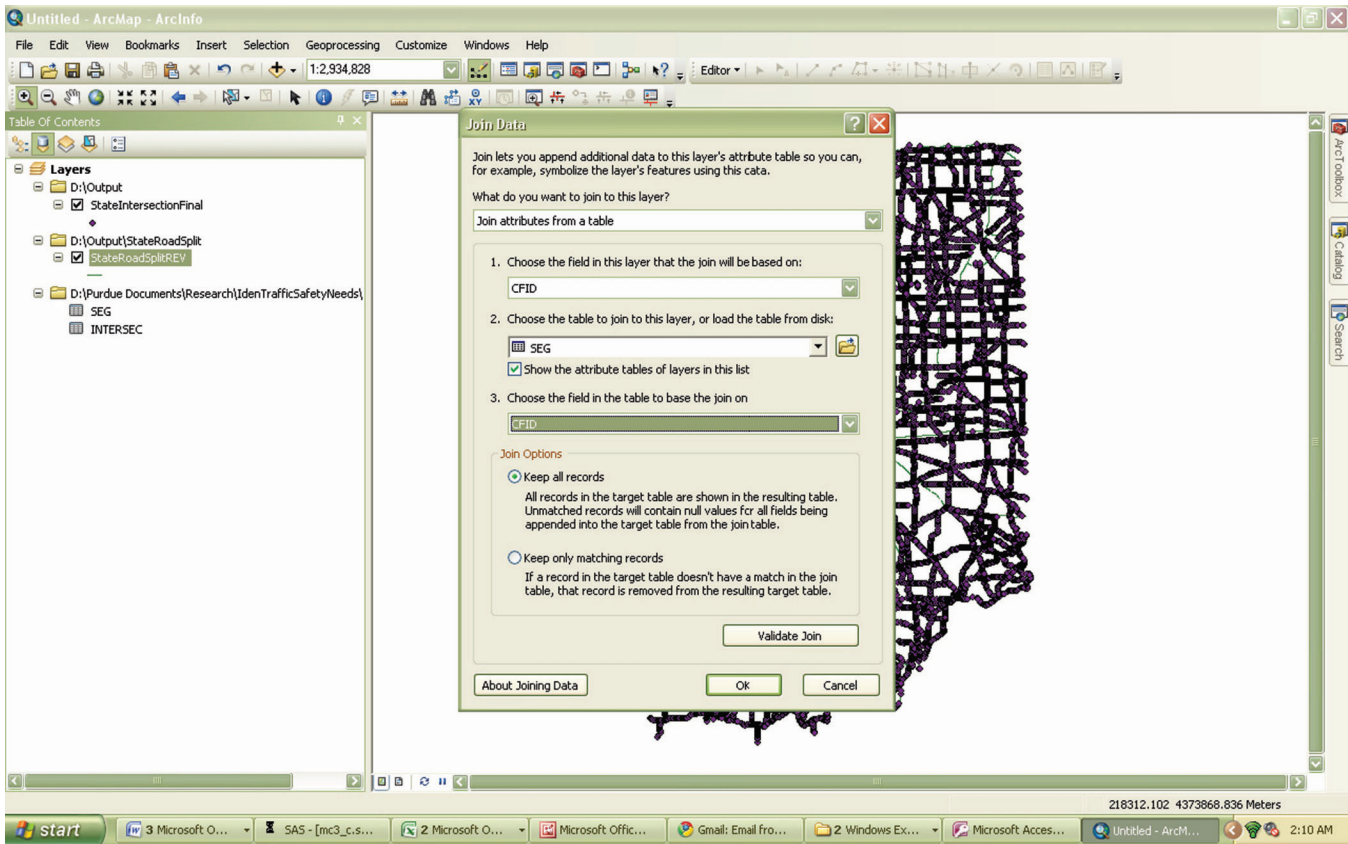 Untitled - ArcMap - ArcInfo
File Edit View Bookmarks Insert Selection Geoprocessing Customize Windows Help
1:2,934,828
Editor
Table Of Contents
Layers
D:\Output
StateIntersectionFinal
D:\Output\StateRoadSplit
StateRoadSplitREV
D:\Purdue Documents\Research\IdenTrafficSafetyNeeds\
SEG
INTERSEC
Join Data
Join lets you append additional data to this layer's attribute table so you can,
for example, symbolize the layer's features using this cata.
What do you want to join to this layer?
Join attributes from a table
1. Choose the field in this layer that the join will be based on:
CFID
2. Choose the table to join to this layer, or load the table from disk:
SEG
Show the attribute tables of layers in this list
3. Choose the field in the table to base the join on
CFID
Join Options
Keep all records
All records in the target table are shown in the resulting table.
Unmatched records will contain null values fcr all fields being
appended into the target table from the join table.
Keep only matching records
If a record in the target table doesn't have a match in the join
table, that record is removed from the resulting target table.
Validate Join
About Joining Data
OK
Cancel
ArcToolbox
Catalog
Search
218312.102 4373868.836 Meters
start
3 Microsoft O...
SAS - [mc3_c.s...
2 Microsoft O...
Microsoft Offic...
Gmail: Email fro...
2 Windows Ex...
Microsoft Acces...
Untitled - ArcM...
2:10 AM